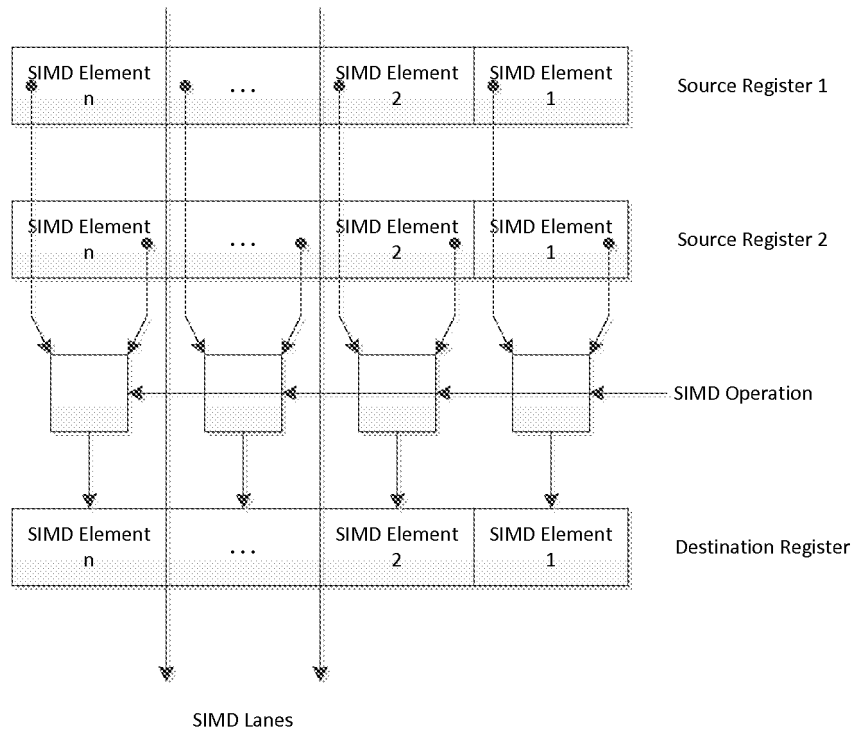 SIMD Element
n
...
SIMD Element
2
SIMD Element
1
Source Register 1
SIMD Element
n
...
SIMD Element
2
SIMD Element
1
Source Register 2
SIMD Operation
SIMD Element
n
...
SIMD Element
2
SIMD Element
1
Destination Register
SIMD Lanes